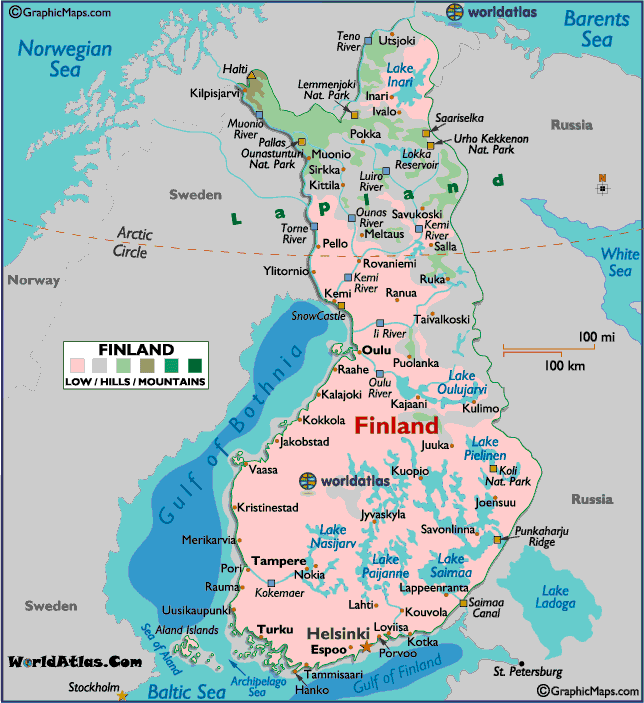 ©GraphicMaps.com
worldatlas
Barents
Sea
Norwegian
Sea
Teno
River
Utsjoki
Halti
Lake
Inari
Kilpisjarvi
Lemmenjoki
Nat. Park
Inari
Ivalo
Muonio
River
Saariselka
Russia
Pokka
Pallas
Ounastunturi
Nat. Park
Urho Kekkenon
Nat. Park
Muonio
Lokka
Reservoir
Sirkka
Luiro
River
Kittila
Sweden
Lapland
Ounas
River
Savukoski
Torne
River
Kemi
River
Meltaus
Arctic
Circle
Pello
Salla
White
Sea
Rovaniemi
Ylitornio
Kemi
River
Ruka
Norway
Kemi
Ranua
SnowCastle
Taivalkoski
Ii River
100 mi
100 km
FINLAND
LOW / HILLS / MOUNTAINS
Oulu
Puolanka
Raahe
Oulu
River
Lake
Oulujarvi
Kalajoki
Kajaani
Kulimo
Gulf of Bothnia
Kokkola
Finland
Jakobstad
Juuka
Lake
Pielinen
Vaasa
Kuopio
Koli
Nat. Park
worldatlas
Joensuu
Russia
Kristinestad
Jyvaskyla
Savonlinna
Punkaharju
Ridge
Lake
Nasijarv
Merikarvia
Tampere
Lake
Paijanne
Lake
Saimaa
Pori
Nokia
Kokemaer
Lappeenranta
Lake
Ladoga
Rauma
Sweden
Uusikaupunki
Lahti
Kouvola
Saimaa
Canal
Aland Islands
Turku
Helsinki
Loviisa
Kotka
Espoo
Porvoo
Sea of Aland
WorldAtlas.Com
Archipelago
Sea
Tammisaari
Gulf of Finland
St. Petersburg
Stockholm
Baltic Sea
Hanko
©GraphicMaps.com